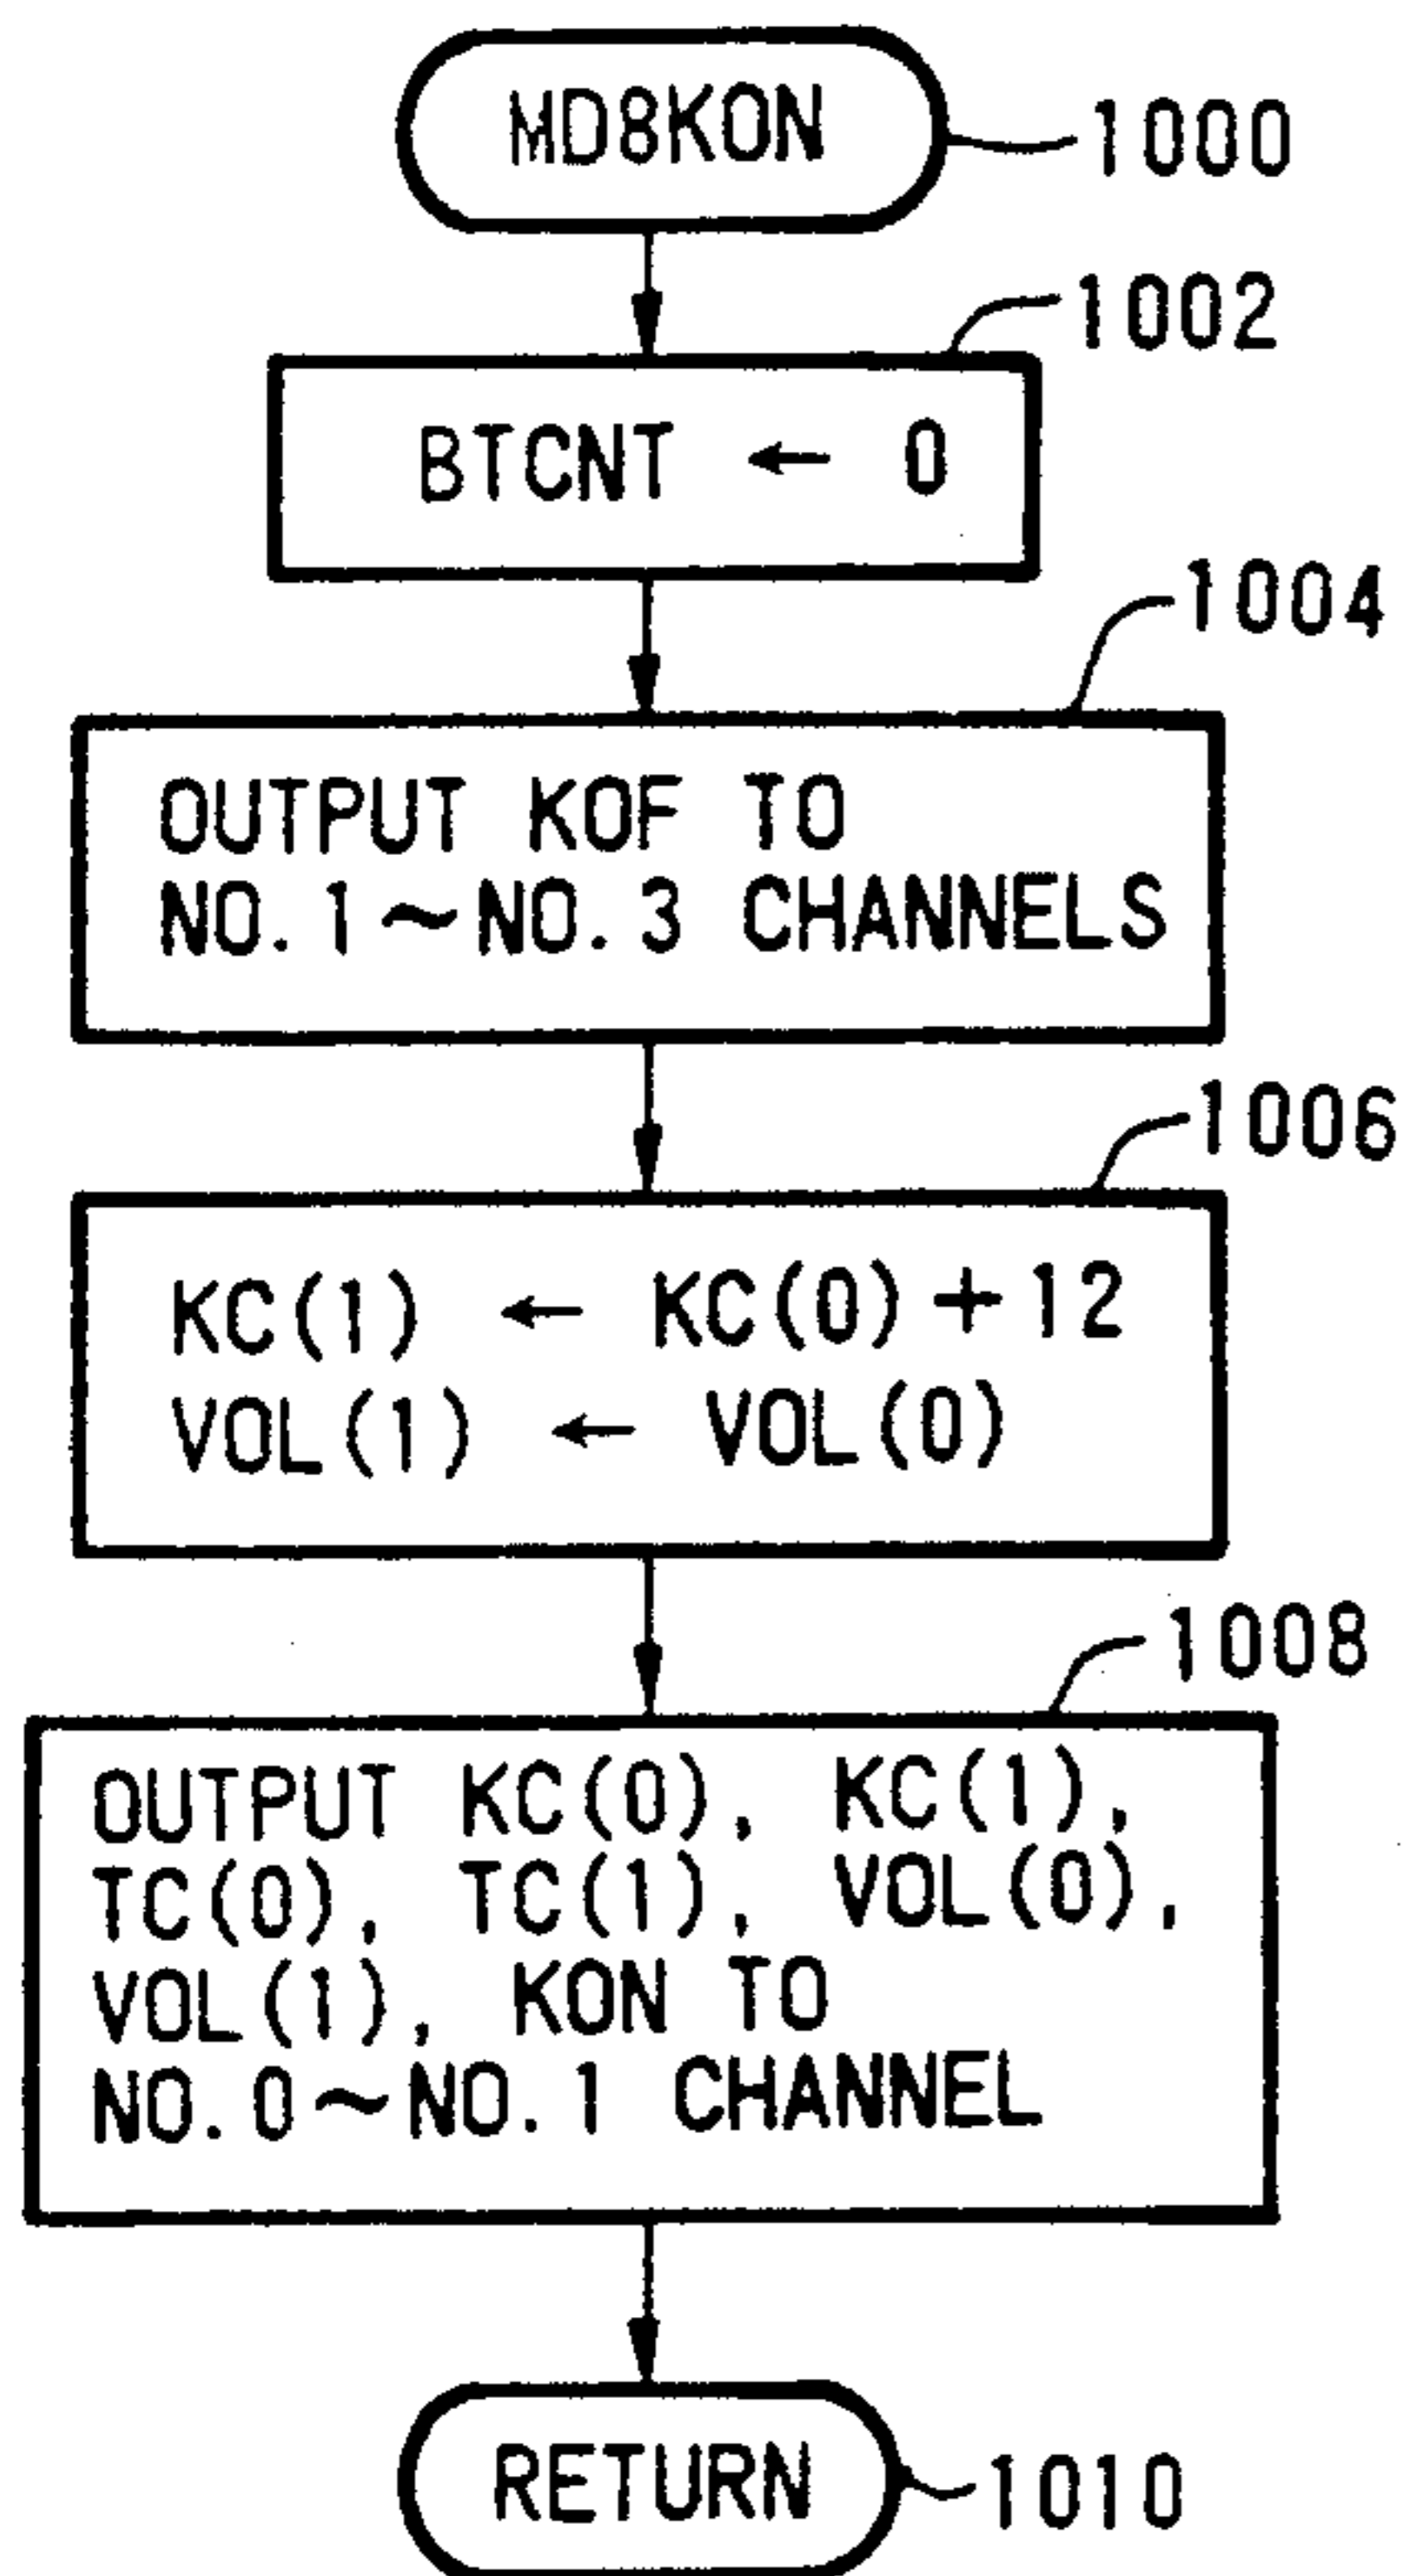 MD8KON
1000
1002
BTCNT ← 0
1004
OUTPUT KOF TO
NO.1~NO.3 CHANNELS
1006
KC(1) ← KC(0)+12
VOL(1) ← VOL(0)
1008
OUTPUT KC(0), KC(1),
TC(0), TC(1), VOL(0),
VOL(1), KON TO
NO.0~NO.1 CHANNEL
RETURN
1010